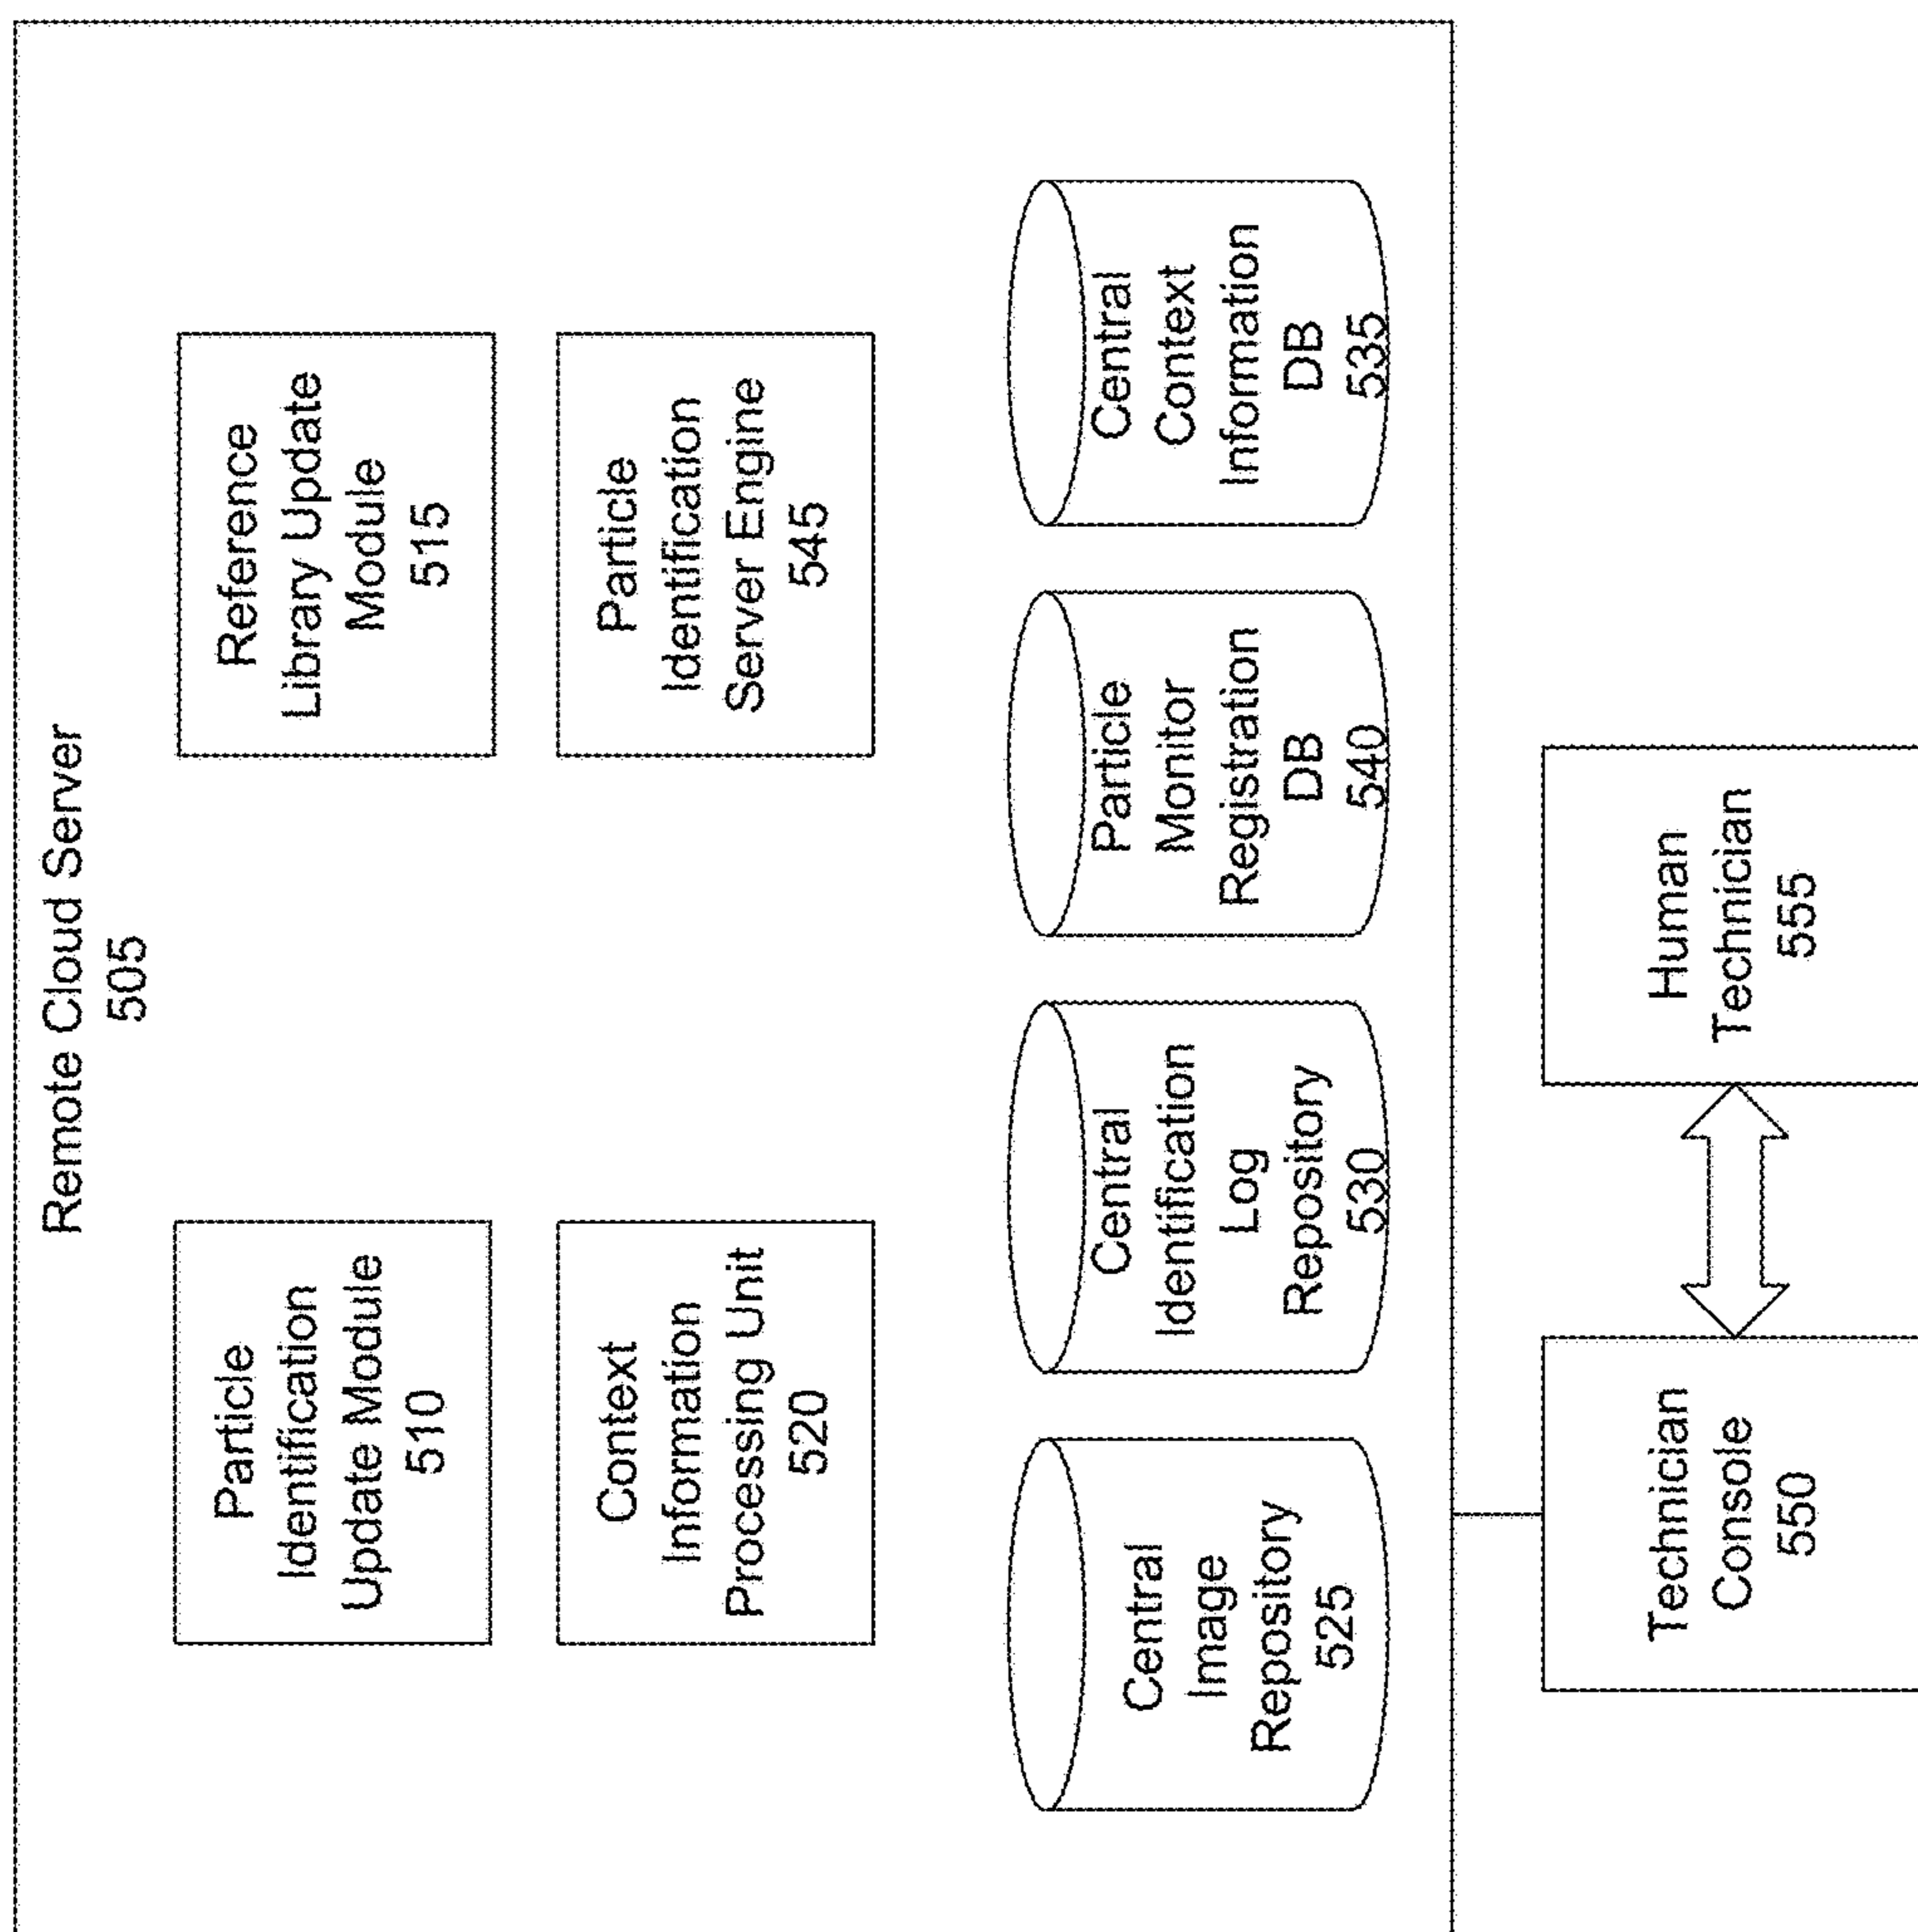 Remote Cloud Server
505
Particle
Identification
Update Module
510
Reference
Library Update
Module
515
Context
Information
Processing Unit
520
Particle
Identification
Server Engine
545
Central
Image
Repository
525
Central
Identification
Log
Repository
530
Particle
Monitor
Registration
DB
540
Central
Context
Information
DB
535
Technician
Console
550
Human
Technician
555